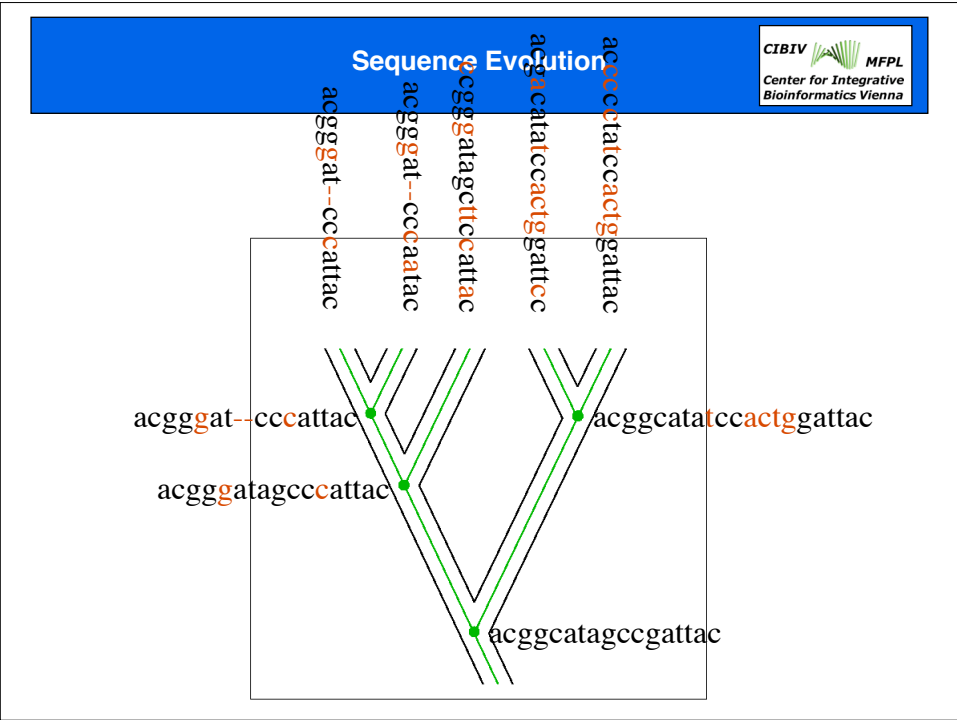 Sequence Evolution
CIBIV MFPL
Center for Integrative
Bioinformatics Vienna
acgggat--cccattac
acgggat--cccaatac
ccgggatagcttccattac
acgacatatccactggattcc
accccctatccactggattac
acgggat--cccattac
acggcatatccactggattac
acgggatagcccattac
acggcatagccgattac